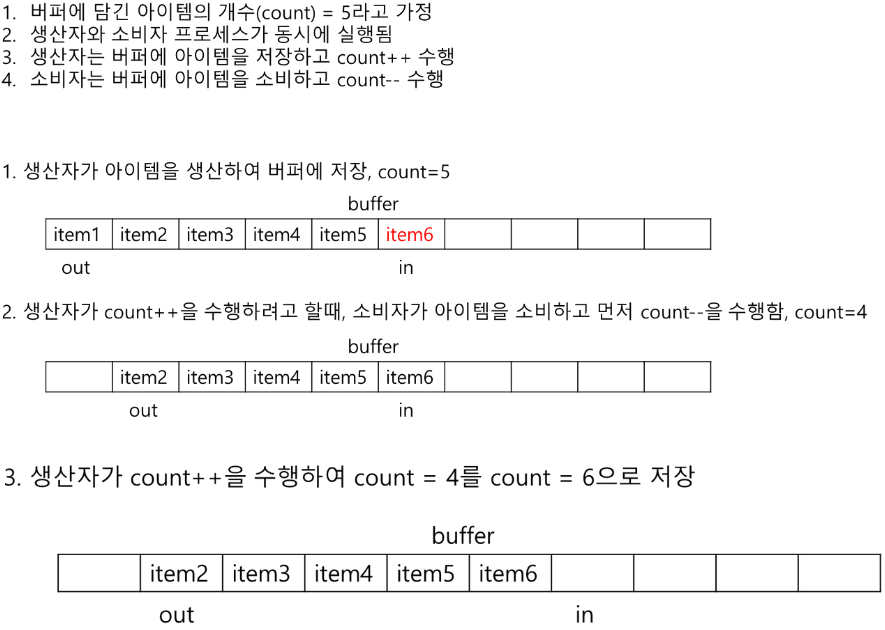 1. 버퍼에 담긴 아이템의 개수(count) = 5라고 가정
2. 생산자와 소비자 프로세스가 동시에 실행됨
3. 생산자는 버퍼에 아이템을 저장하고 count++ 수행
4. 소비자는 버퍼에 아이템을 소비하고 count-- 수행
1. 생산자가 아이템을 생산하여 버퍼에 저장, count=5
buffer
item1 item2 item3 item4 item5 item6
out in
2. 생산자가 count++을 수행하려고 할때, 소비자가 아이템을 소비하고 먼저 count--을 수행함, count=4
buffer
item2 item3 item4 item5 item6
out in
3. 생산자가 count++을 수행하여 count = 4를 count = 6으로 저장
buffer
item2 item3 item4 item5 item6
out in